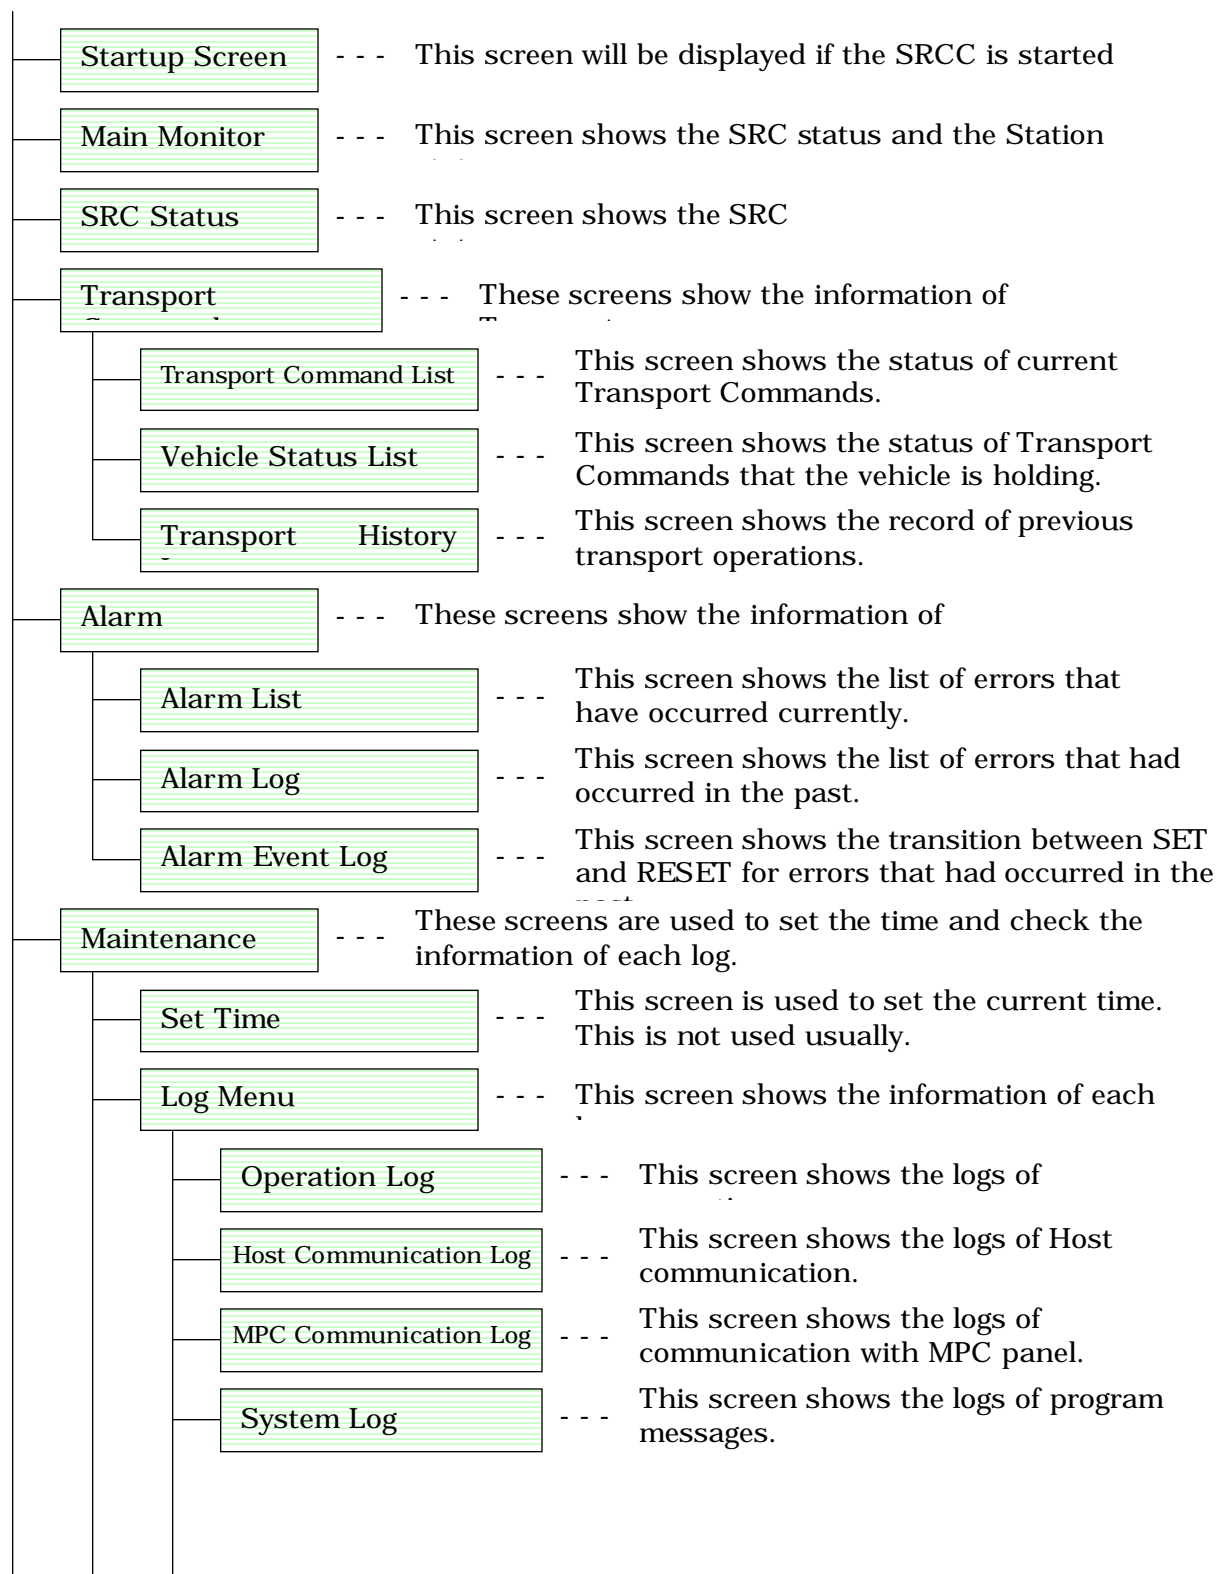 Startup Screen - - - This screen will be displayed if the SRCC is started
Main Monitor - - - This screen shows the SRC status and the Station
SRC Status - - - This screen shows the SRC
Transport - - - These screens show the information of
Transport Command List - - - This screen shows the status of current
Transport Commands.
Vehicle Status List - - - This screen shows the status of Transport
Commands that the vehicle is holding.
Transport History - - - This screen shows the record of previous
transport operations.
Alarm - - - These screens show the information of
Alarm List - - - This screen shows the list of errors that
have occurred currently.
Alarm Log - - - This screen shows the list of errors that had
occurred in the past.
Alarm Event Log - - - This screen shows the transition between SET
and RESET for errors that had occurred in the
Maintenance - - - These screens are used to set the time and check the
information of each log.
Set Time - - - This screen is used to set the current time.
This is not used usually.
Log Menu - - - This screen shows the information of each
Operation Log - - - This screen shows the logs of
Host Communication Log - - - This screen shows the logs of Host
communication.
MPC Communication Log - - - This screen shows the logs of
communication with MPC panel.
System Log - - - This screen shows the logs of program
messages.